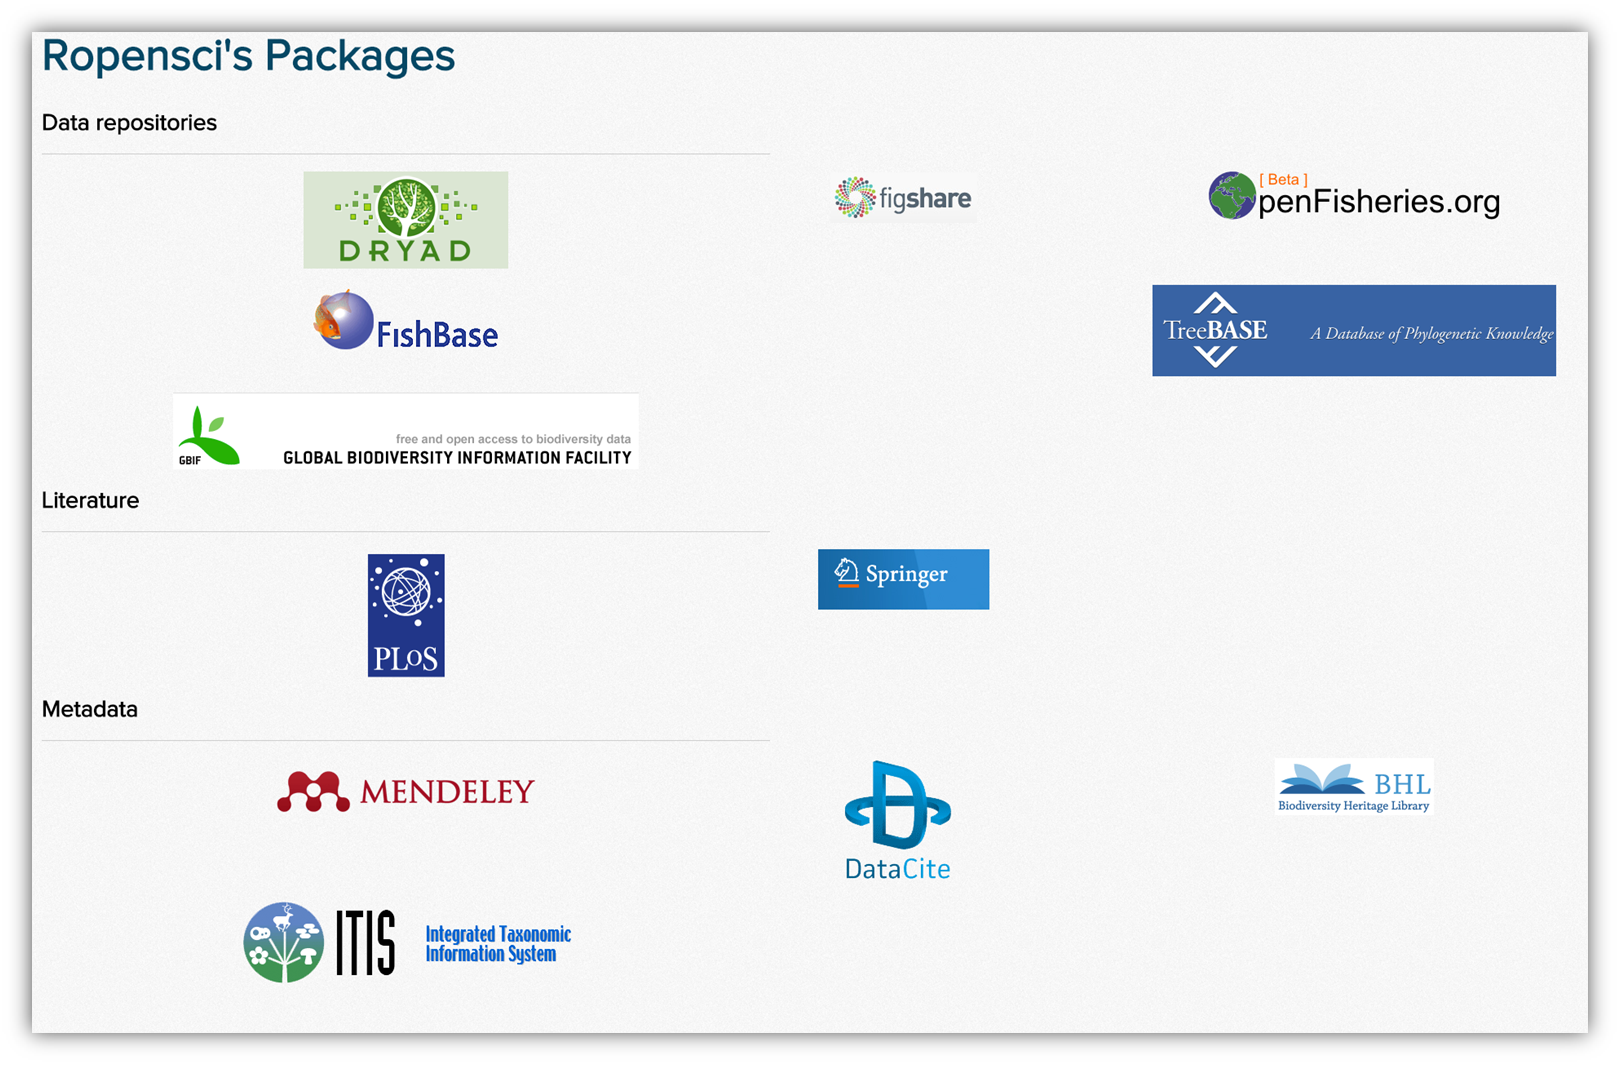 Ropensci's Packages
Data repositories
DRYAD
figshare
[ Beta ]
penFisheries.org
FishBase
TreeBASE
A Database of Phylogenetic Knowledge
GBIF
free and open access to biodiversity data
GLOBAL BIODIVERSITY INFORMATION FACILITY
Literature
PLoS
Springer
Metadata
MENDELEY
DataCite
BHL
Biodiversity Heritage Library
ITIS
Integrated Taxonomic
Information System